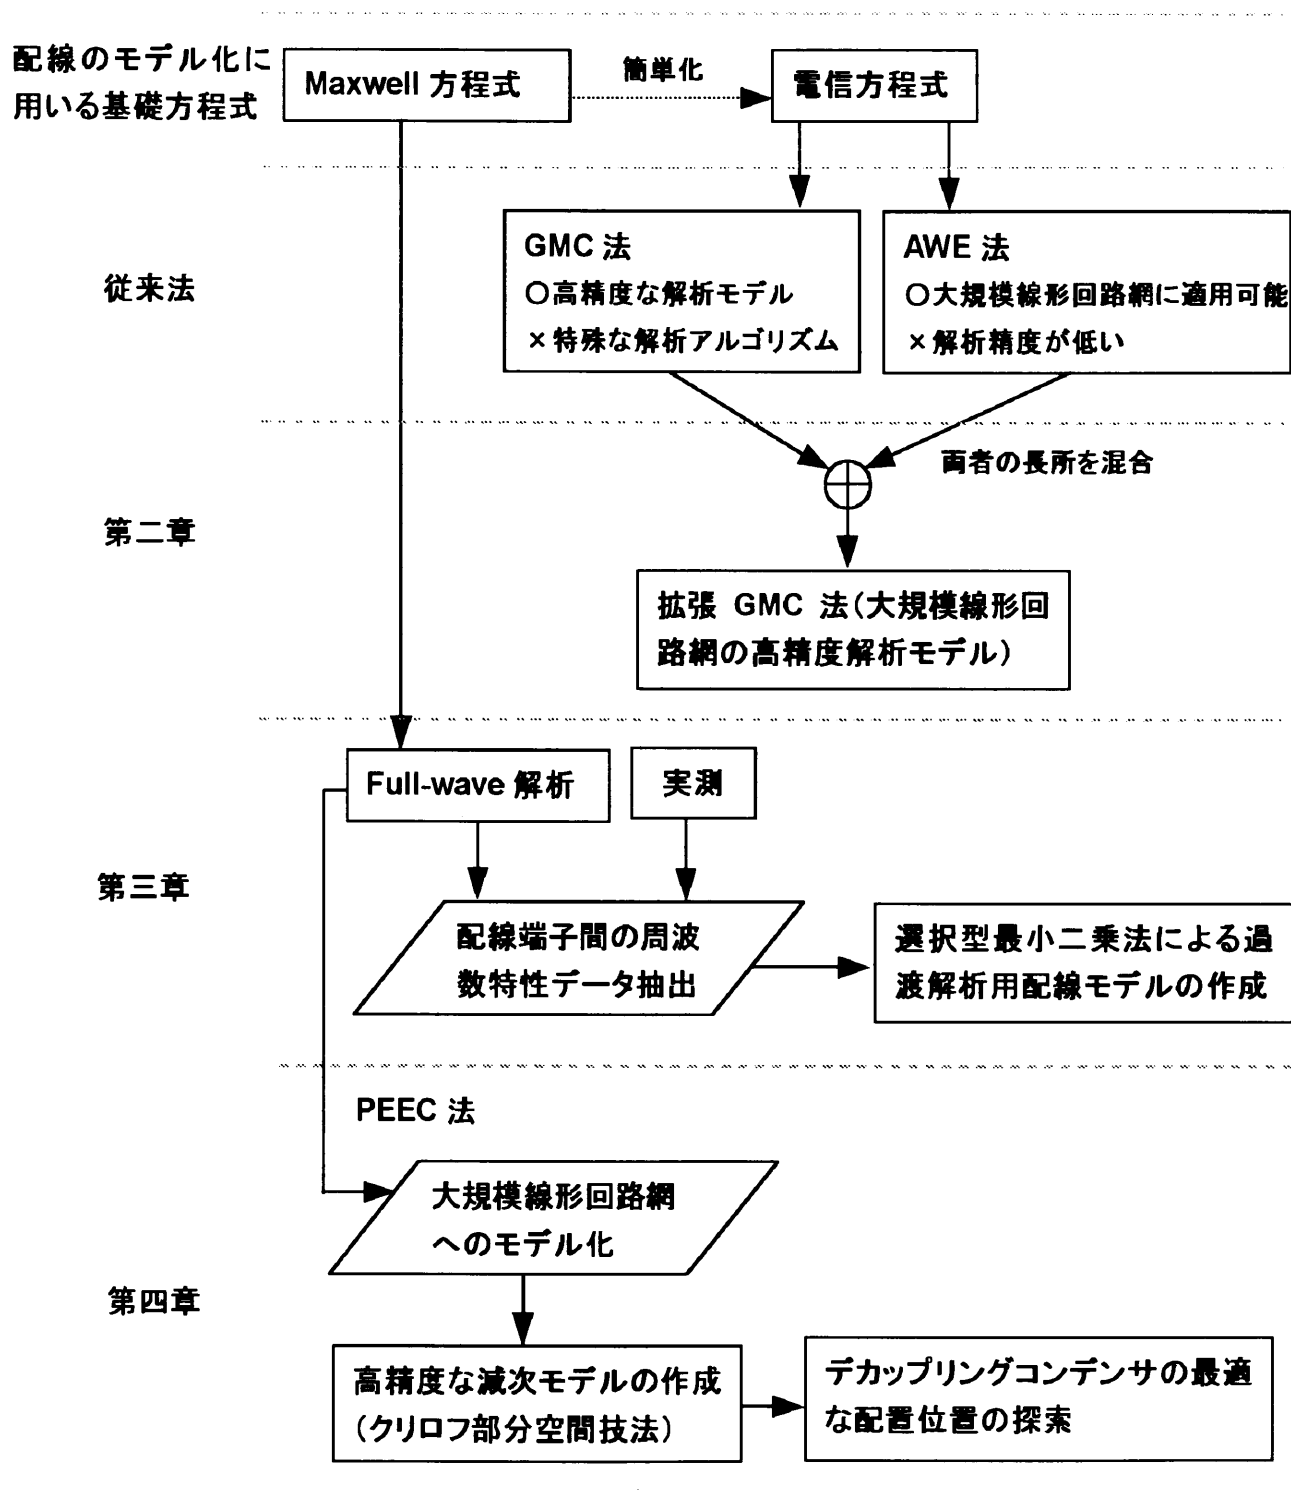 配線のモデル化に
用いる基礎方程式
Maxwell 方程式
簡単化
電信方程式
従来法
GMC 法
○高精度な解析モデル
×特殊な解析アルゴリズム
AWE 法
○大規模線形回路網に適用可能
×解析精度が低い
両者の長所を混合
第二章
拡張 GMC 法(大規模線形回
路網の高精度解析モデル)
Full-wave 解析
実測
第三章
配線端子間の周波
数特性データ抽出
選択型最小二乗法による過
渡解析用配線モデルの作成
PEEC 法
大規模線形回路網
へのモデル化
第四章
高精度な減次モデルの作成
(クリロフ部分空間技法)
デカップリングコンデンサの最適
な配置位置の探索